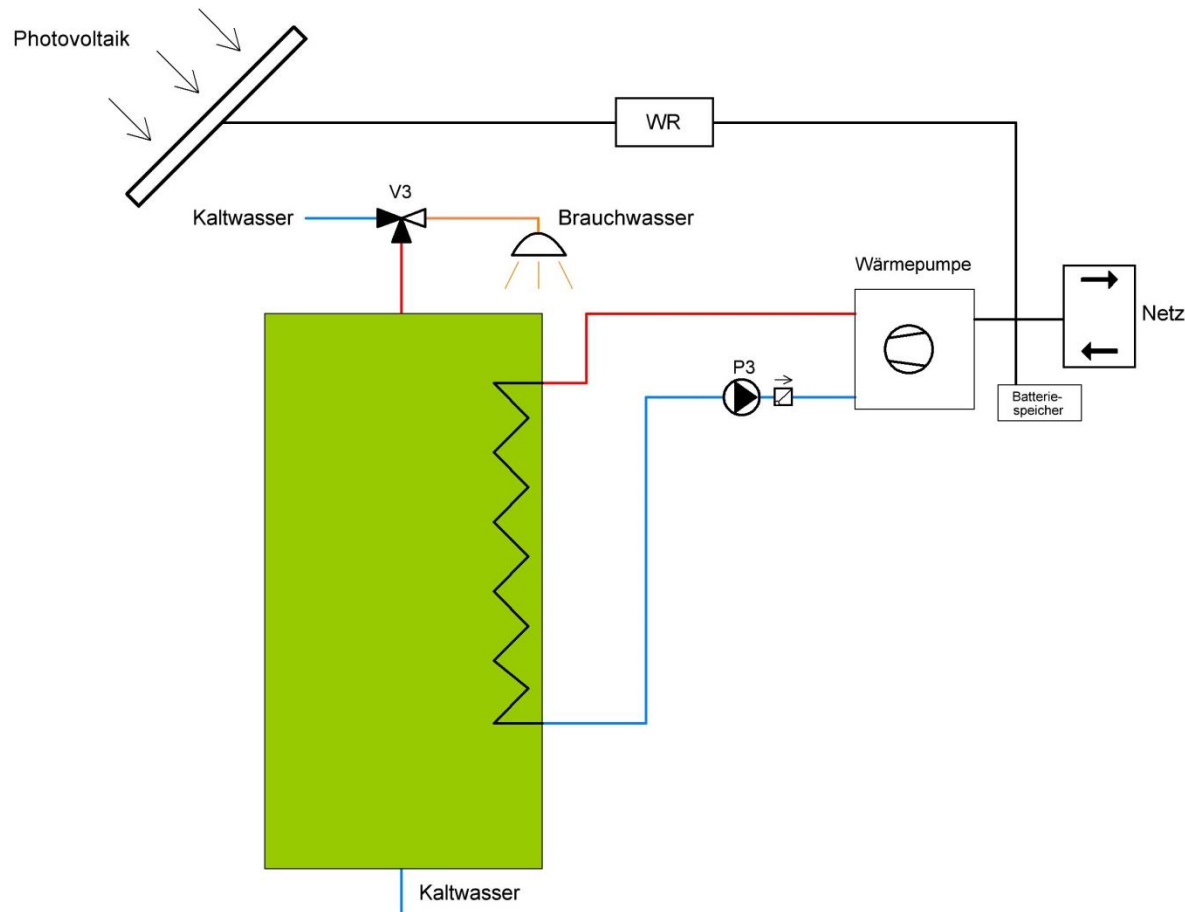 Photovoltaik
WR
V3
Kaltwasser
Brauchwasser
Wärmepumpe
Netz
P3
Batterie-
speicher
Kaltwasser